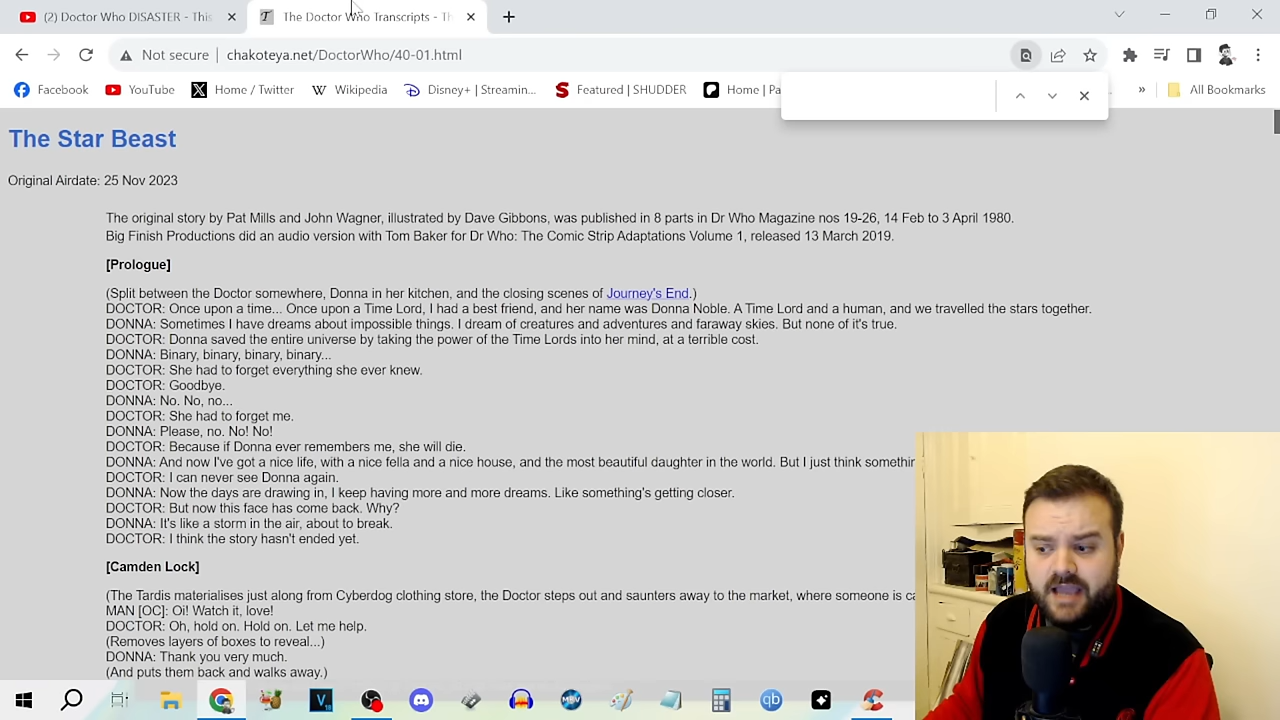 (2) Doctor Who DISASTER - This
The Doctor Who Transcripts - Th
Not secure
chakoteya.net/DoctorWho/40-01.html
Facebook
YouTube
Home / Twitter
Wikipedia
Disney+ | Streamin...
Featured | SHUDDER
Home | Pa
»
All Bookmarks
The Star Beast
Original Airdate: 25 Nov 2023
The original story by Pat Mills and John Wagner, illustrated by Dave Gibbons, was published in 8 parts in Dr Who Magazine nos 19-26, 14 Feb to 3 April 1980.
Big Finish Productions did an audio version with Tom Baker for Dr Who: The Comic Strip Adaptations Volume 1, released 13 March 2019.
[Prologue]
(Split between the Doctor somewhere, Donna in her kitchen, and the closing scenes of Journey's End.)
DOCTOR: Once upon a time... Once upon a Time Lord, I had a best friend, and her name was Donna Noble. A Time Lord and a human, and we travelled the stars together.
DONNA: Sometimes I have dreams about impossible things. I dream of creatures and adventures and faraway skies. But none of it's true.
DOCTOR: Donna saved the entire universe by taking the power of the Time Lords into her mind, at a terrible cost.
DONNA: Binary, binary, binary, binary...
DOCTOR: She had to forget everything she ever knew.
DOCTOR: Goodbye.
DONNA: No. No, no...
DOCTOR: She had to forget me.
DONNA: Please, no. No! No!
DOCTOR: Because if Donna ever remembers me, she will die.
DONNA: And now I've got a nice life, with a nice fella and a nice house, and the most beautiful daughter in the world. But I just think somethin
DOCTOR: I can never see Donna again.
DONNA: Now the days are drawing in, I keep having more and more dreams. Like something's getting closer.
DOCTOR: But now this face has come back. Why?
DONNA: It's like a storm in the air, about to break.
DOCTOR: I think the story hasn't ended yet.
[Camden Lock]
(The Tardis materialises just along from Cyberdog clothing store, the Doctor steps out and saunters away to the market, where someone is ca
MAN [OC]: Oi! Watch it, love!
DOCTOR: Oh, hold on. Hold on. Let me help.
(Removes layers of boxes to reveal...)
DONNA: Thank you very much.
(And puts them back and walks away.)